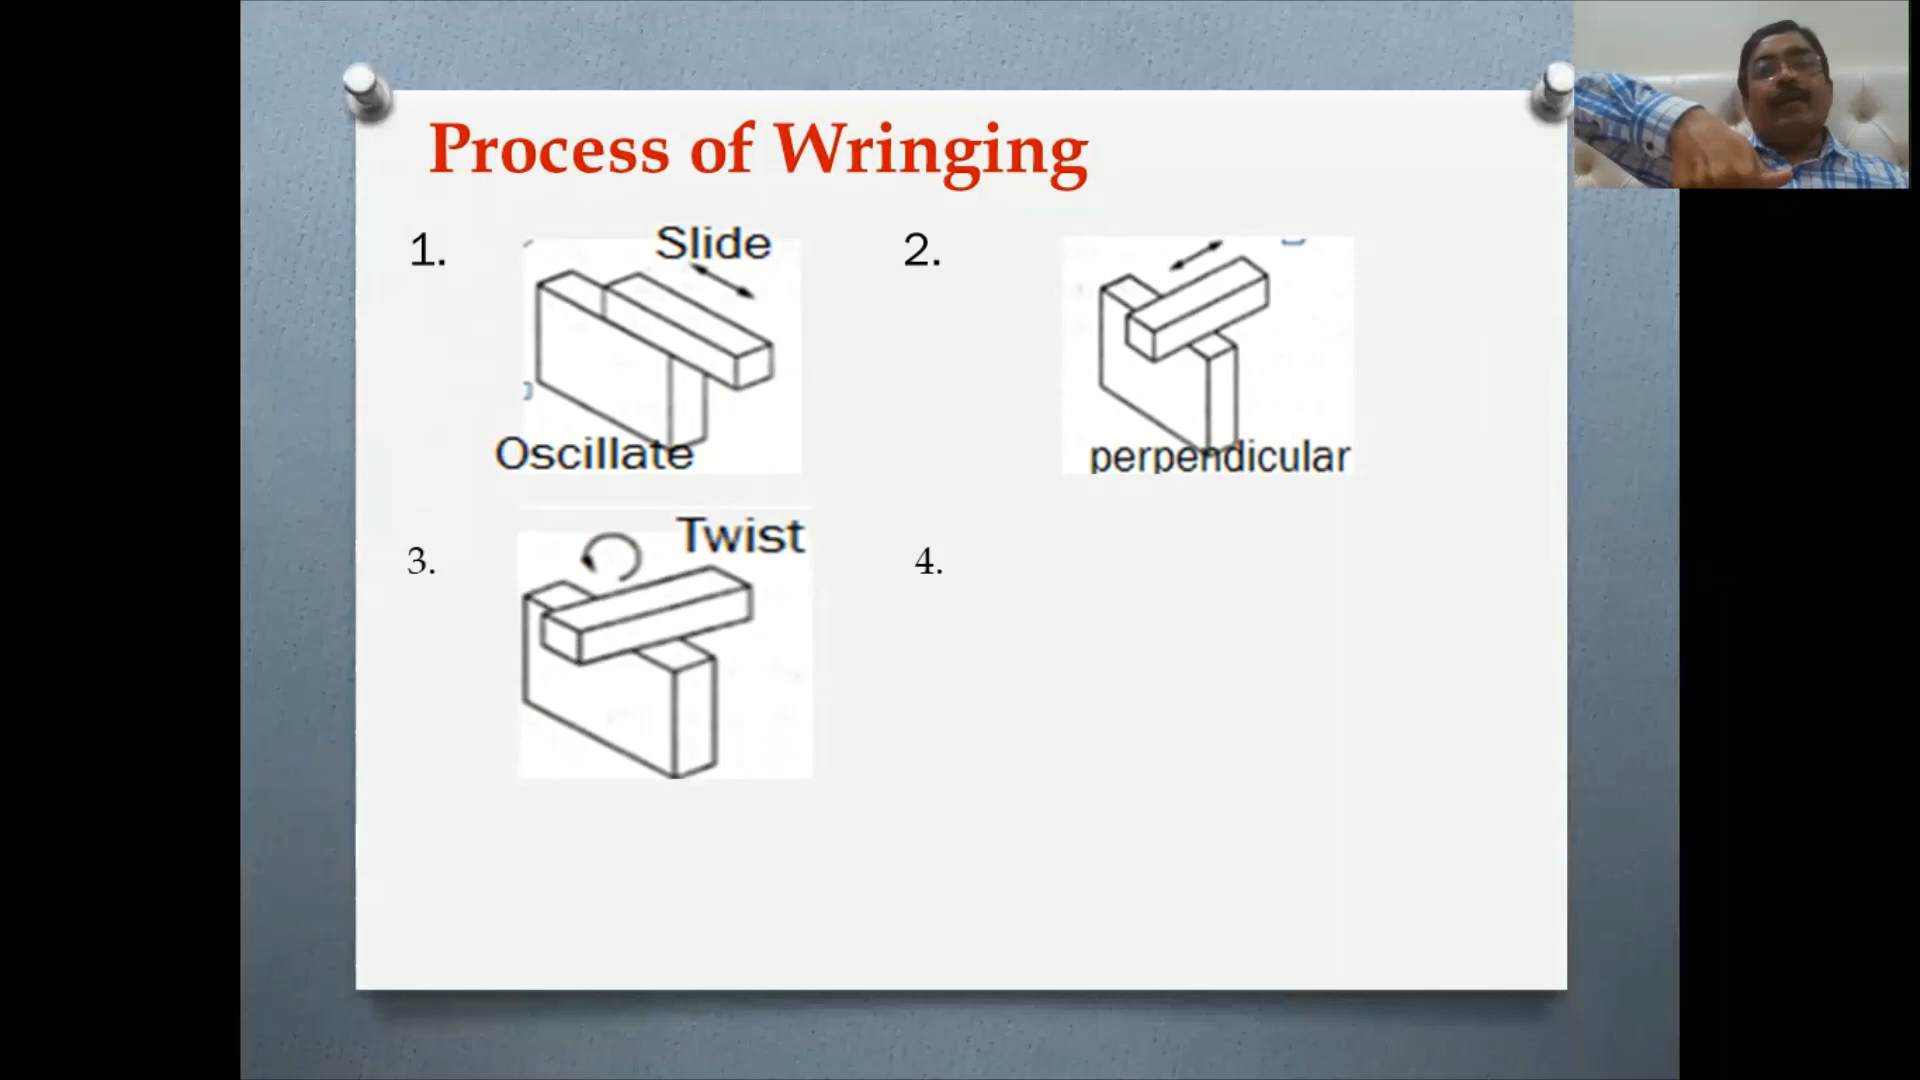 Process of Wringing
1.
Slide
Oscillate
2.
perpendicular
3.
Twist
4.